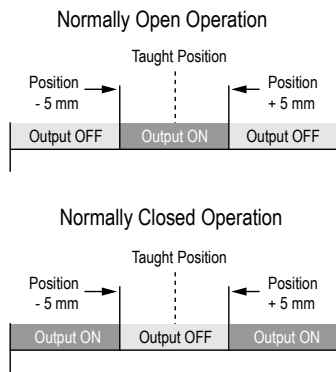 Normally Open Operation
Taught Position
Position
- 5 mm
Position
+ 5 mm
Output OFF Output ON Output OFF
Normally Closed Operation
Taught Position
Position
- 5 mm
Position
+ 5 mm
Output ON Output OFF Output ON